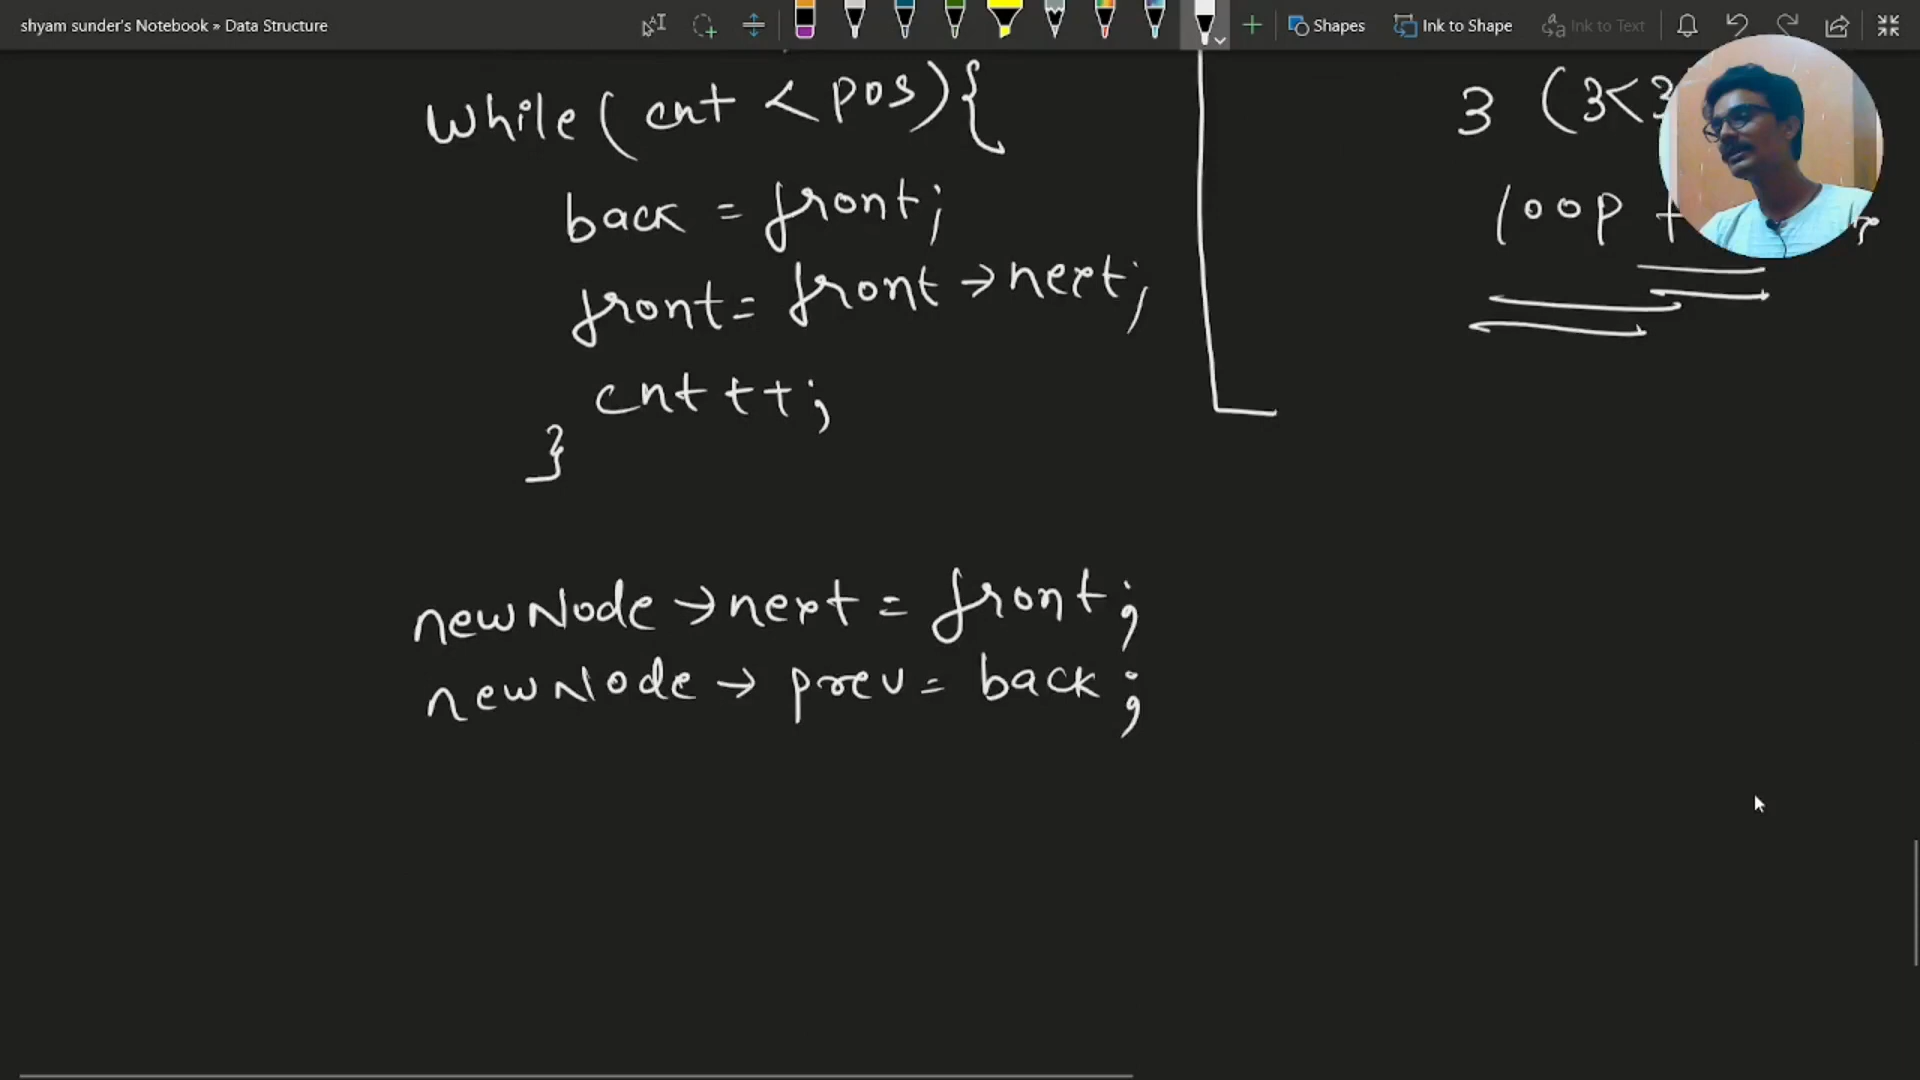 shyam sunder's Notebook » Data Structure
Shapes
Ink to Shape
Ink to Text
while (cnt < pos){
back = front;
front = front → next;
cnt ++;
}
newNode → next = front;
newNode → prev = back;
3 (3<3
loop